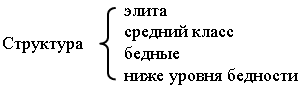 элита
средний класс
Структура
бедные
ниже уровня бедности